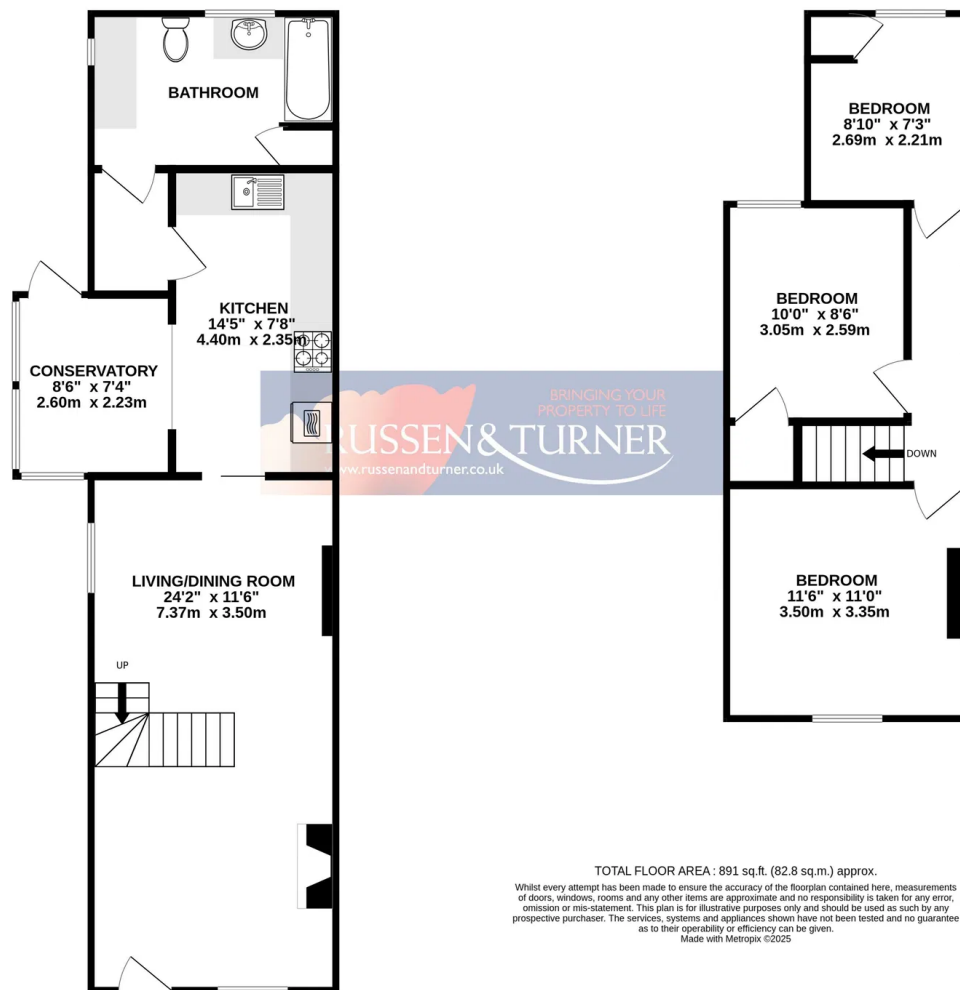 BATHROOM
KITCHEN
14'5" x 7'8"
4.40m x 2.35m
CONSERVATORY
8'6" x 7'4"
2.60m x 2.23m
LIVING/DINING ROOM
24'2" x 11'6"
7.37m x 3.50m
UP
BEDROOM
8'10" x 7'3"
2.69m x 2.21m
BEDROOM
10'0" x 8'6"
3.05m x 2.59m
DOWN
BEDROOM
11'6" x 11'0"
3.50m x 3.35m
BRINGING YOUR
PROPERTY TO LIFE
RUSSEN & TURNER
www.russenandturner.co.uk
TOTAL FLOOR AREA : 891 sq.ft. (82.8 sq.m.) approx.
Whilst every attempt has been made to ensure the accuracy of the floorplan contained here, measurements
of doors, windows, rooms and any other items are approximate and no responsibility is taken for any error,
omission or mis-statement. This plan is for illustrative purposes only and should be used as such by any
prospective purchaser. The services, systems and appliances shown have not been tested and no guarantee
as to their operability or efficiency can be given.
Made with Metropix ©2025